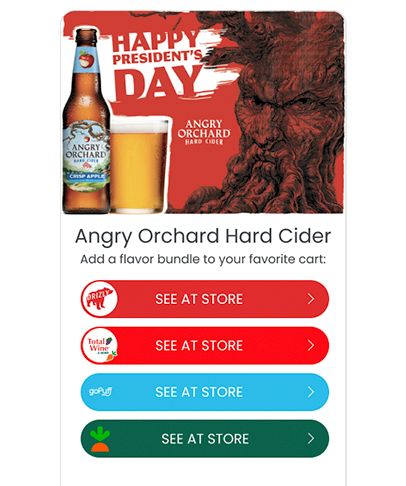 HAPPY
PRESIDENT'S
DAY
ANGRY
ORCHARD
HARD CIDER
ANGRY
ORCHARD
HARD CIDER
CRISP APPLE
Angry Orchard Hard Cider
Add a flavor bundle to your favorite cart:
DRIZLY
SEE AT STORE
Total
Wine
& MORE
SEE AT STORE
goPuff
SEE AT STORE
SEE AT STORE